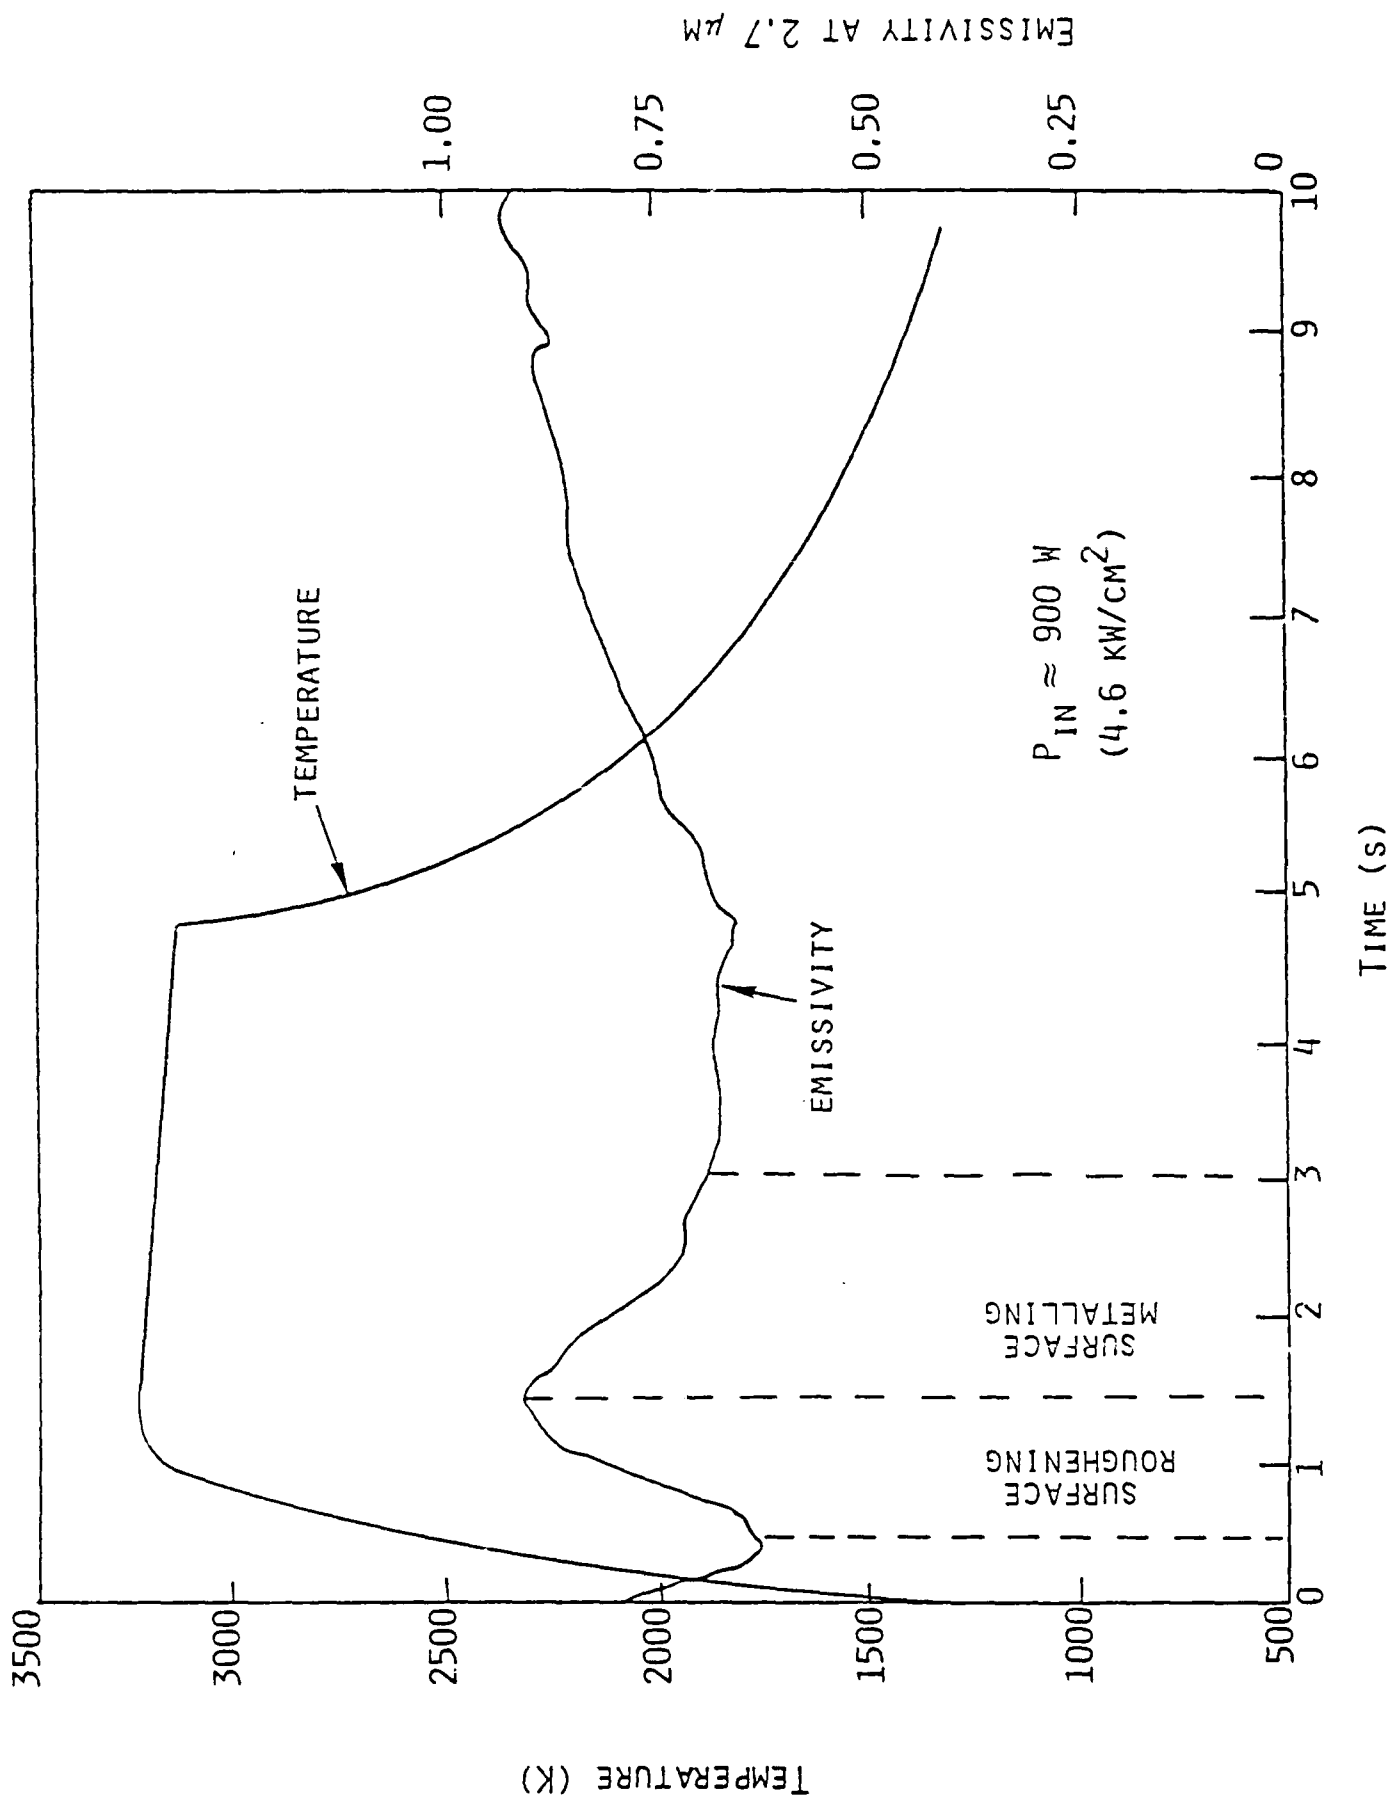 3500
3000
2500
2000
1500
1000
500
TEMPERATURE (K)
TEMPERATURE
EMISSIVITY
SURFACE
ROUGHENING
SURFACE
METALLING
P_IN ≈ 900 W
(4.6 KW/CM²)
0 1 2 3 4 5 6 7 8 9 10
TIME (S)
1.00
0.75
0.50
0.25
0
EMISSIVITY AT 2.7 µM